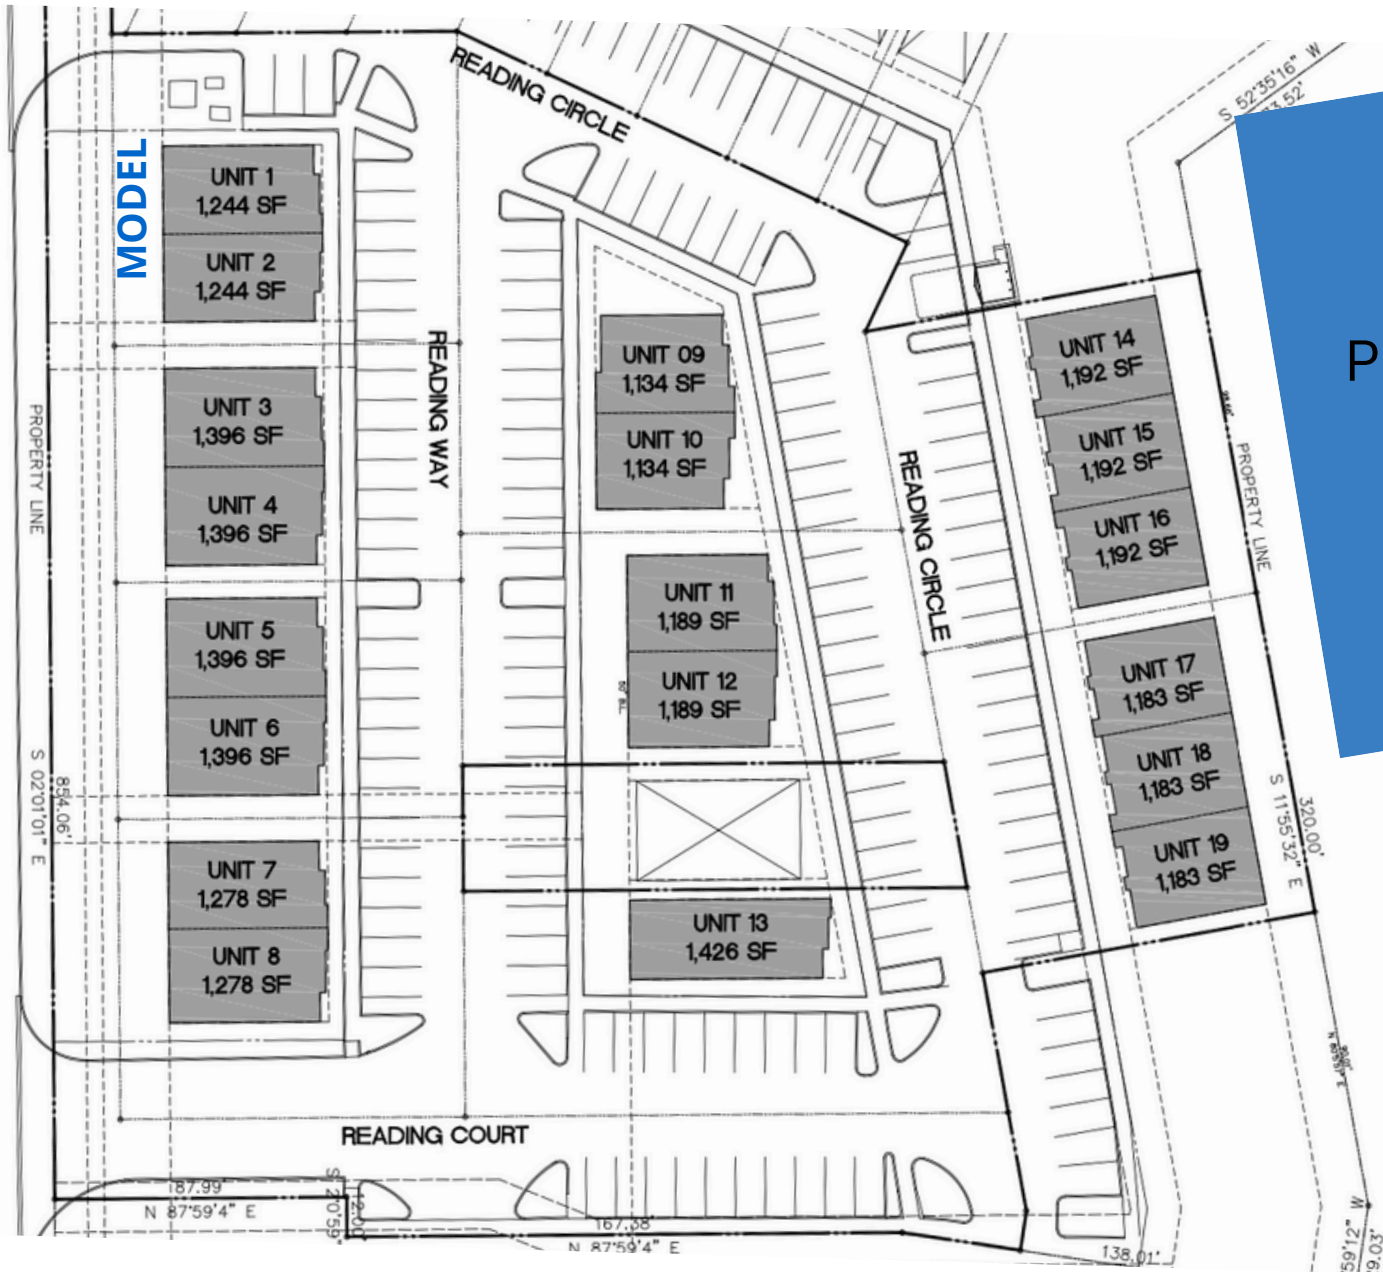 READING CIRCLE
S 52°35'16" W
MODEL
UNIT 1
1,244 SF
UNIT 2
1,244 SF
UNIT 3
1,396 SF
UNIT 4
1,396 SF
UNIT 5
1,396 SF
UNIT 6
1,396 SF
UNIT 7
1,278 SF
UNIT 8
1,278 SF
PROPERTY LINE
S 02°01'01" E
854.06'
READING WAY
UNIT 09
1,134 SF
UNIT 10
1,134 SF
UNIT 11
1,189 SF
UNIT 12
1,189 SF
UNIT 13
1,426 SF
READING CIRCLE
UNIT 14
1,192 SF
UNIT 15
1,192 SF
UNIT 16
1,192 SF
UNIT 17
1,183 SF
UNIT 18
1,183 SF
UNIT 19
1,183 SF
PROPERTY LINE
S 11°55'32" E
320.00'
P
READING COURT
187.99'
N 87°59'4" E
167.38'
N 87°59'4" E
138.01'